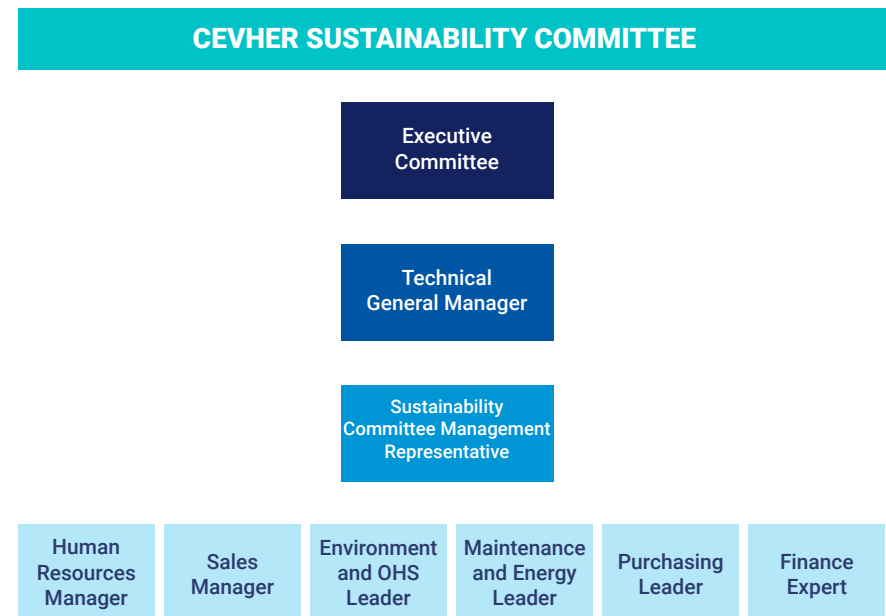 CEVHER SUSTAINABILITY COMMITTEE
Executive
Committee
Technical
General Manager
Sustainability
Committee Management
Representative
Human
Resources
Manager
Sales
Manager
Environment
and OHS
Leader
Maintenance
and Energy
Leader
Purchasing
Leader
Finance
Expert